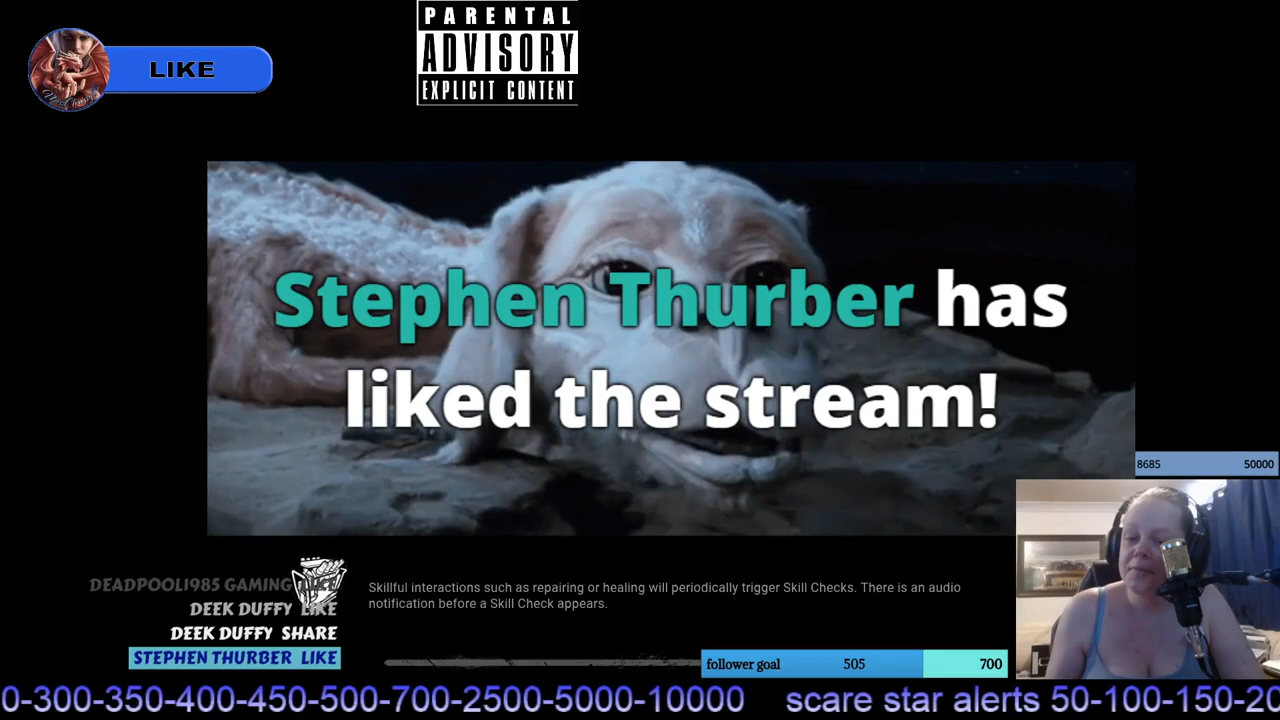 PARENTAL
ADVISORY
EXPLICIT CONTENT
LIKE
Stephen Thurber has
liked the stream!
8685 50000
DEADPOOL1985 GAMING
DEEK DUFFY LIKE
DEEK DUFFY SHARE
STEPHEN THURBER LIKE
Skillful interactions such as repairing or healing will periodically trigger Skill Checks. There is an audio
notification before a Skill Check appears.
follower goal 505 700
0-300-350-400-450-500-700-2500-5000-10000 scare star alerts 50-100-150-20